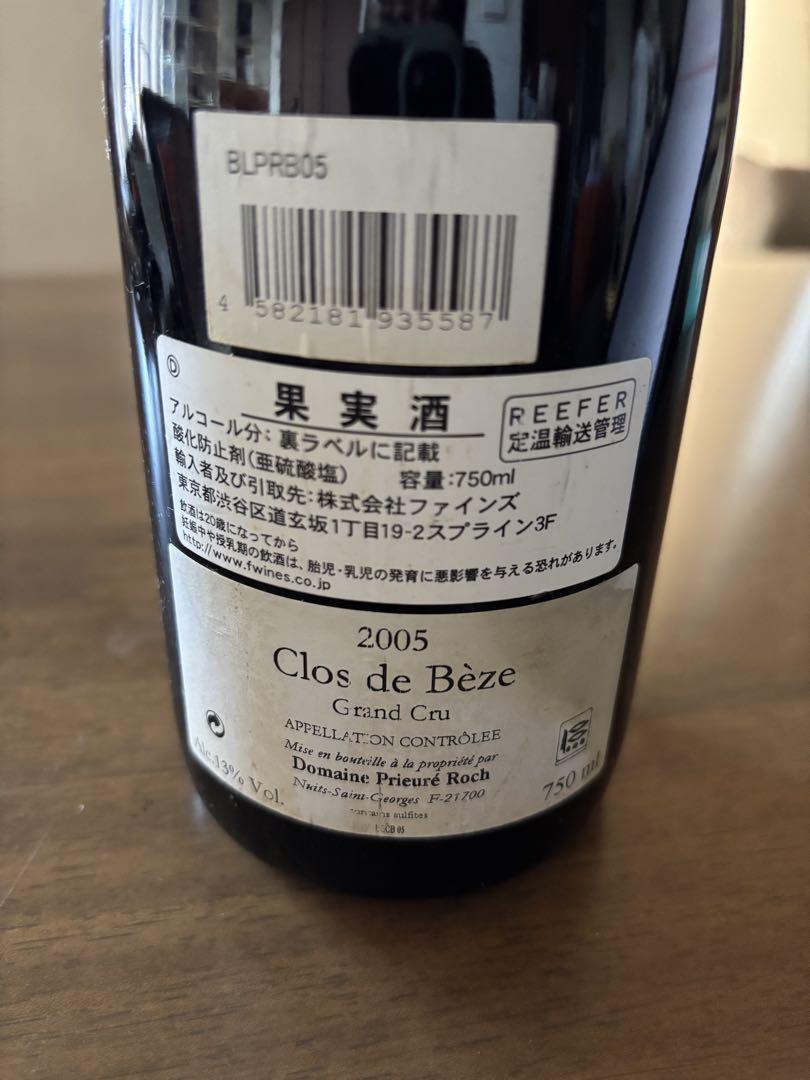 BLPRB05
4 582181 935587
Ⓓ
果実酒
REEFER
定温輸送管理
アルコール分:裏ラベルに記載
酸化防止剤(亜硫酸塩) 容量:750ml
輸入者及び引取先:株式会社ファインズ
東京都渋谷区道玄坂1丁目19-2スプライン3F
飲酒は20歳になってから
妊娠中や授乳期の飲酒は、胎児・乳児の発育に悪影響を与える恐れがあります。
http://www.fwines.co.jp
2005
Clos de Bèze
Grand Cru
APPELLATION CONTRÔLEE
Mise en bouteille à la propriété par
Domaine Prieuré Roch
Nuits-Saint-Georges F-21700
Alc.13% Vol.
750 ml
contains sulfites